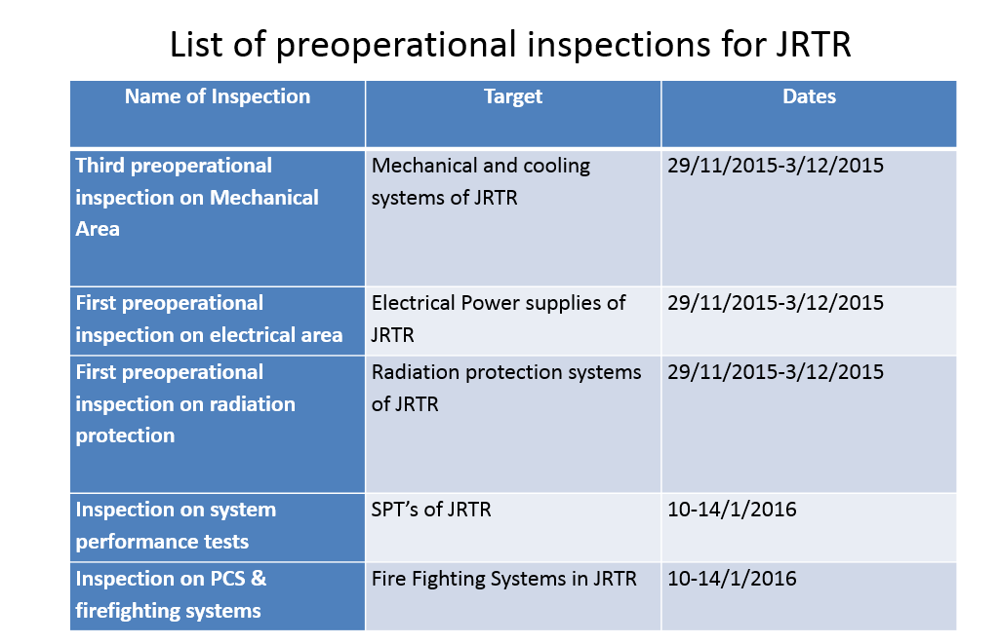 List of preoperational inspections for JRTR
Name of Inspection
Target
Dates
Third preoperational
inspection on Mechanical
Area
Mechanical and cooling
systems of JRTR
29/11/2015-3/12/2015
First preoperational
inspection on electrical area
Electrical Power supplies of
JRTR
29/11/2015-3/12/2015
First preoperational
inspection on radiation
protection
Radiation protection systems
of JRTR
29/11/2015-3/12/2015
Inspection on system
performance tests
SPT’s of JRTR
10-14/1/2016
Inspection on PCS &
firefighting systems
Fire Fighting Systems in JRTR
10-14/1/2016